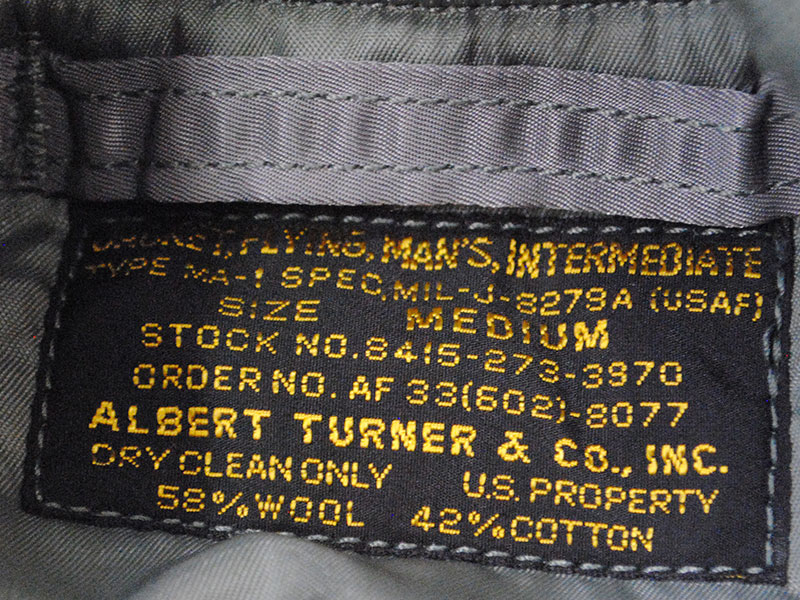 JACKET, FLYING, MAN'S, INTERMEDIATE
TYPE MA-1 SPEC, MIL-J-8279A (USAF)
SIZE MEDIUM
STOCK NO. 8415-273-3970
ORDER NO. AF 33(602)-8077
ALBERT TURNER & CO., INC.
DRY CLEAN ONLY U.S. PROPERTY
58% WOOL 42% COTTON